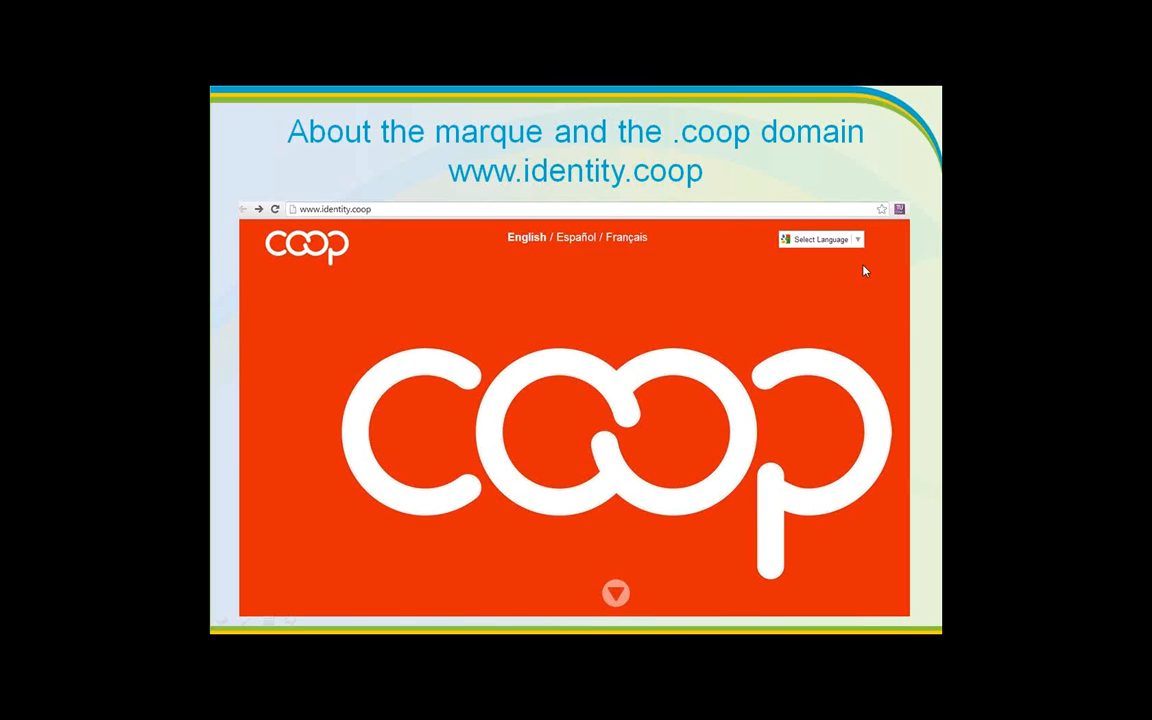 About the marque and the .coop domain
www.identity.coop
www.identity.coop
coop
English / Español / Français
Select Language
coop